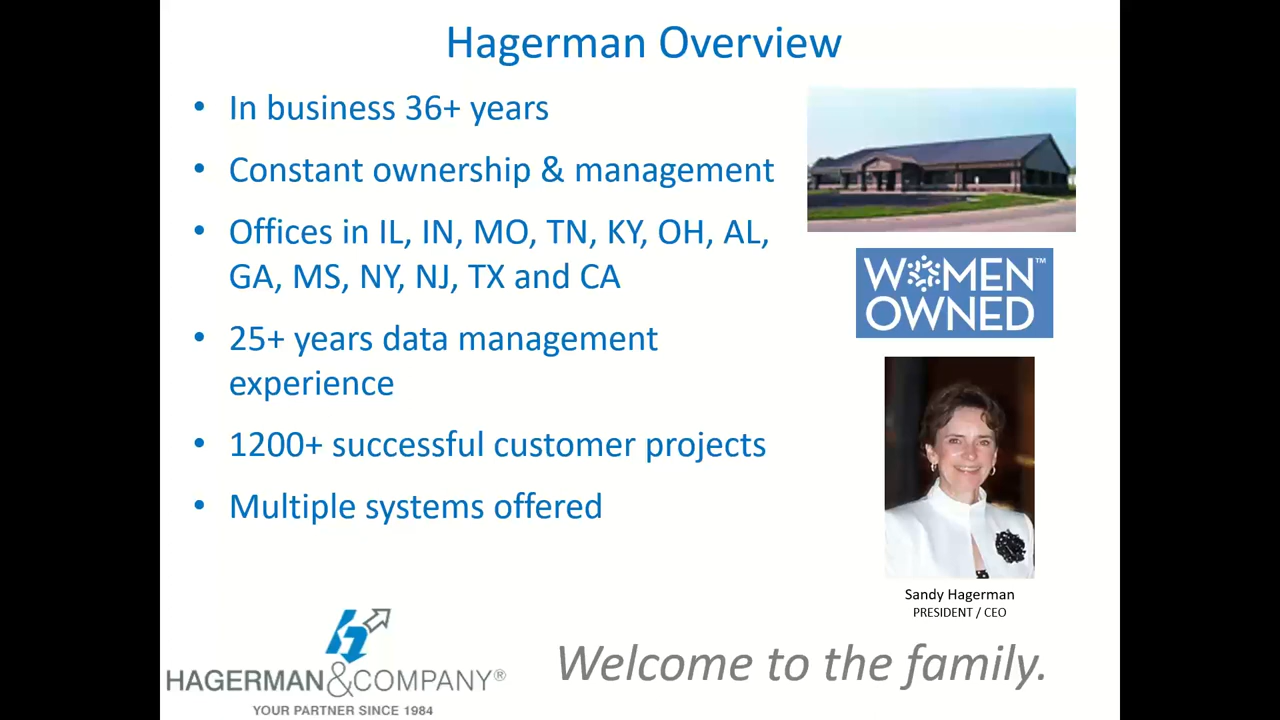 Hagerman Overview
• In business 36+ years
• Constant ownership & management
• Offices in IL, IN, MO, TN, KY, OH, AL,
GA, MS, NY, NJ, TX and CA
• 25+ years data management
experience
• 1200+ successful customer projects
• Multiple systems offered
WOMEN™
OWNED
Sandy Hagerman
PRESIDENT / CEO
HAGERMAN&COMPANY®
YOUR PARTNER SINCE 1984
Welcome to the family.